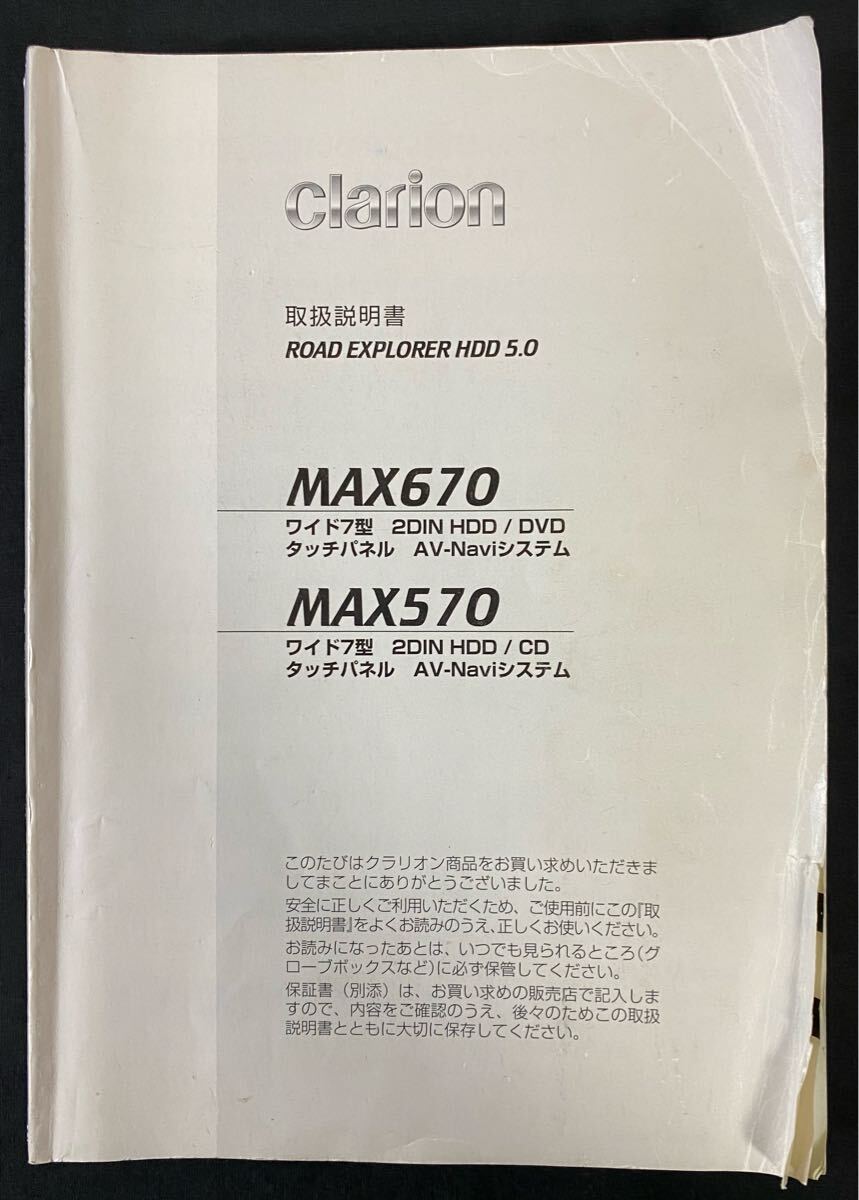 clarion
取扱説明書
ROAD EXPLORER HDD 5.0
MAX670
ワイド7型　2DIN HDD / DVD
タッチパネル　AV-Naviシステム
MAX570
ワイド7型　2DIN HDD / CD
タッチパネル　AV-Naviシステム
このたびはクラリオン商品をお買い求めいただきま
してまことにありがとうございました。
安全に正しくご利用いただくため、ご使用前にこの『取
扱説明書』をよくお読みのうえ、正しくお使いください。
お読みになったあとは、いつでも見られるところ（グ
ローブボックスなど）に必ず保管してください。
保証書（別添）は、お買い求めの販売店で記入しま
すので、内容をご確認のうえ、後々のためこの取扱
説明書とともに大切に保存してください。